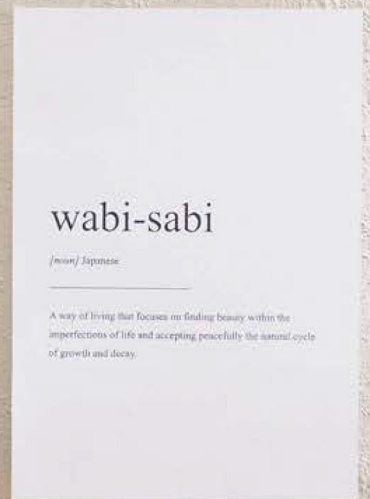 wabi-sabi
[noun] Japanese
A way of living that focuses on finding beauty within the
imperfections of life and accepting peacefully the natural cycle
of growth and decay.